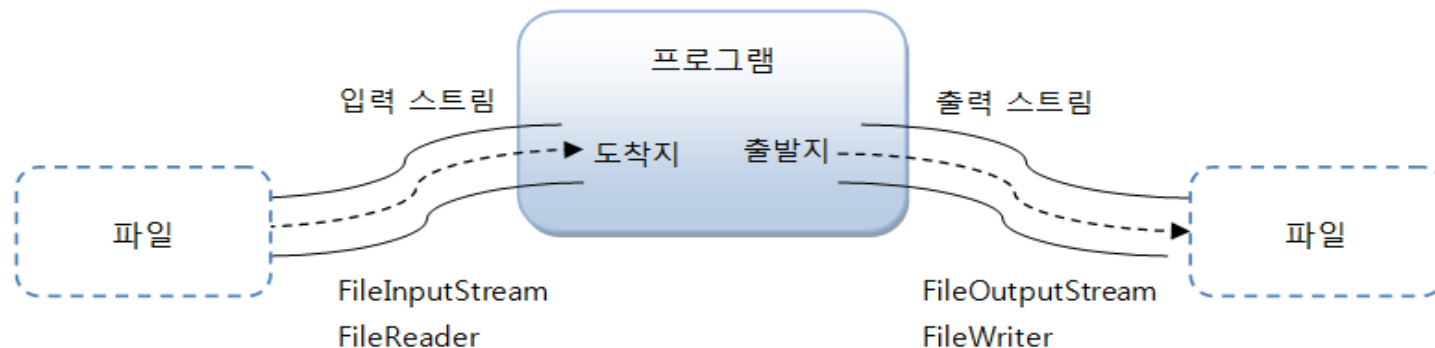 프로그램
입력 스트림
출력 스트림
도착지
출발지
파일
파일
FileInputStream
FileReader
FileOutputStream
FileWriter